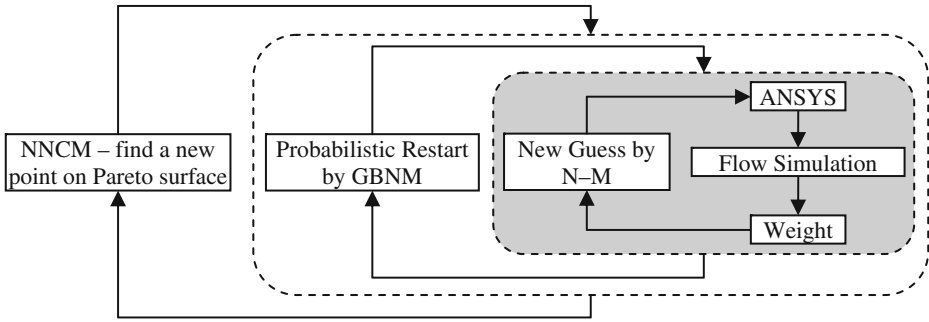 NNCM – find a new
point on Pareto surface
Probabilistic Restart
by GBNM
New Guess by
N–M
ANSYS
Flow Simulation
Weight